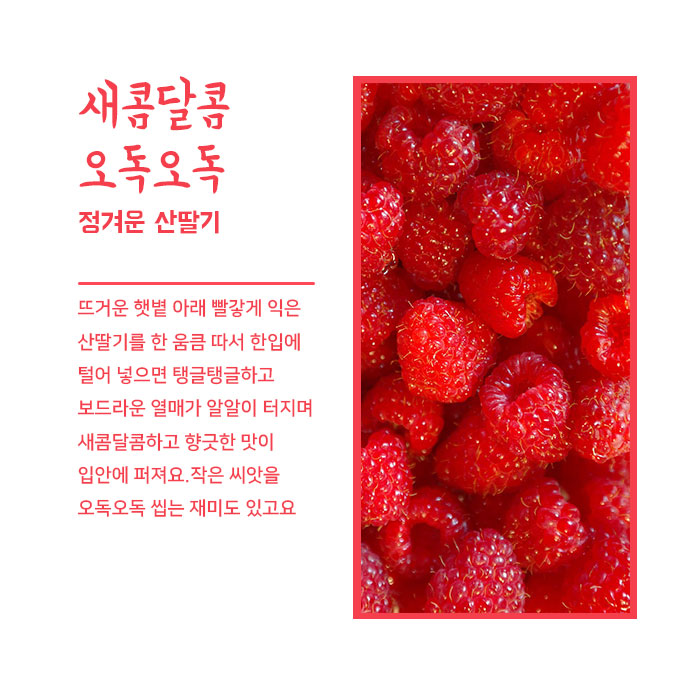 새콤달콤
오독오독
정겨운 산딸기
뜨거운 햇볕 아래 빨갛게 익은
산딸기를 한 움큼 따서 한입에
털어 넣으면 탱글탱글하고
보드라운 열매가 알알이 터지며
새콤달콤하고 향긋한 맛이
입안에 퍼져요.작은 씨앗을
오독오독 씹는 재미도 있고요